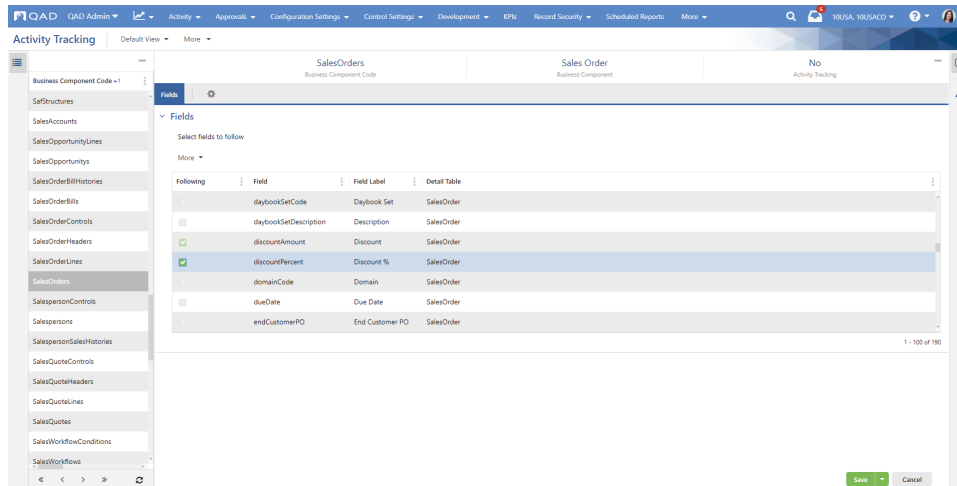 QAD QAD Admin Activity Approvals Configuration Settings Control Settings Development KPIs Record Security Scheduled Reports More 6 10USA, 10USACO
Activity Tracking Default View More
SalesOrders Sales Order No
Business Component Code Business Component Activity Tracking
Business Component Code
Fields
SafStructures
SalesAccounts
SalesOpportunityLines
SalesOpportunitys
SalesOrderBillHistories
SalesOrderBills
SalesOrderControls
SalesOrderHeaders
SalesOrderLines
SalesOrders
SalespersonControls
Salespersons
SalespersonSalesHistories
SalesQuoteControls
SalesQuoteHeaders
SalesQuoteLines
SalesQuotes
SalesWorkflowConditions
SalesWorkflows
Fields
Select fields to follow
More
Following Field Field Label Detail Table
daybookSetCode Daybook Set SalesOrder
daybookSetDescription Description SalesOrder
discountAmount Discount SalesOrder
discountPercent Discount % SalesOrder
domainCode Domain SalesOrder
dueDate Due Date SalesOrder
endCustomerPO End Customer PO SalesOrder
1 - 100 of 190
Save Cancel